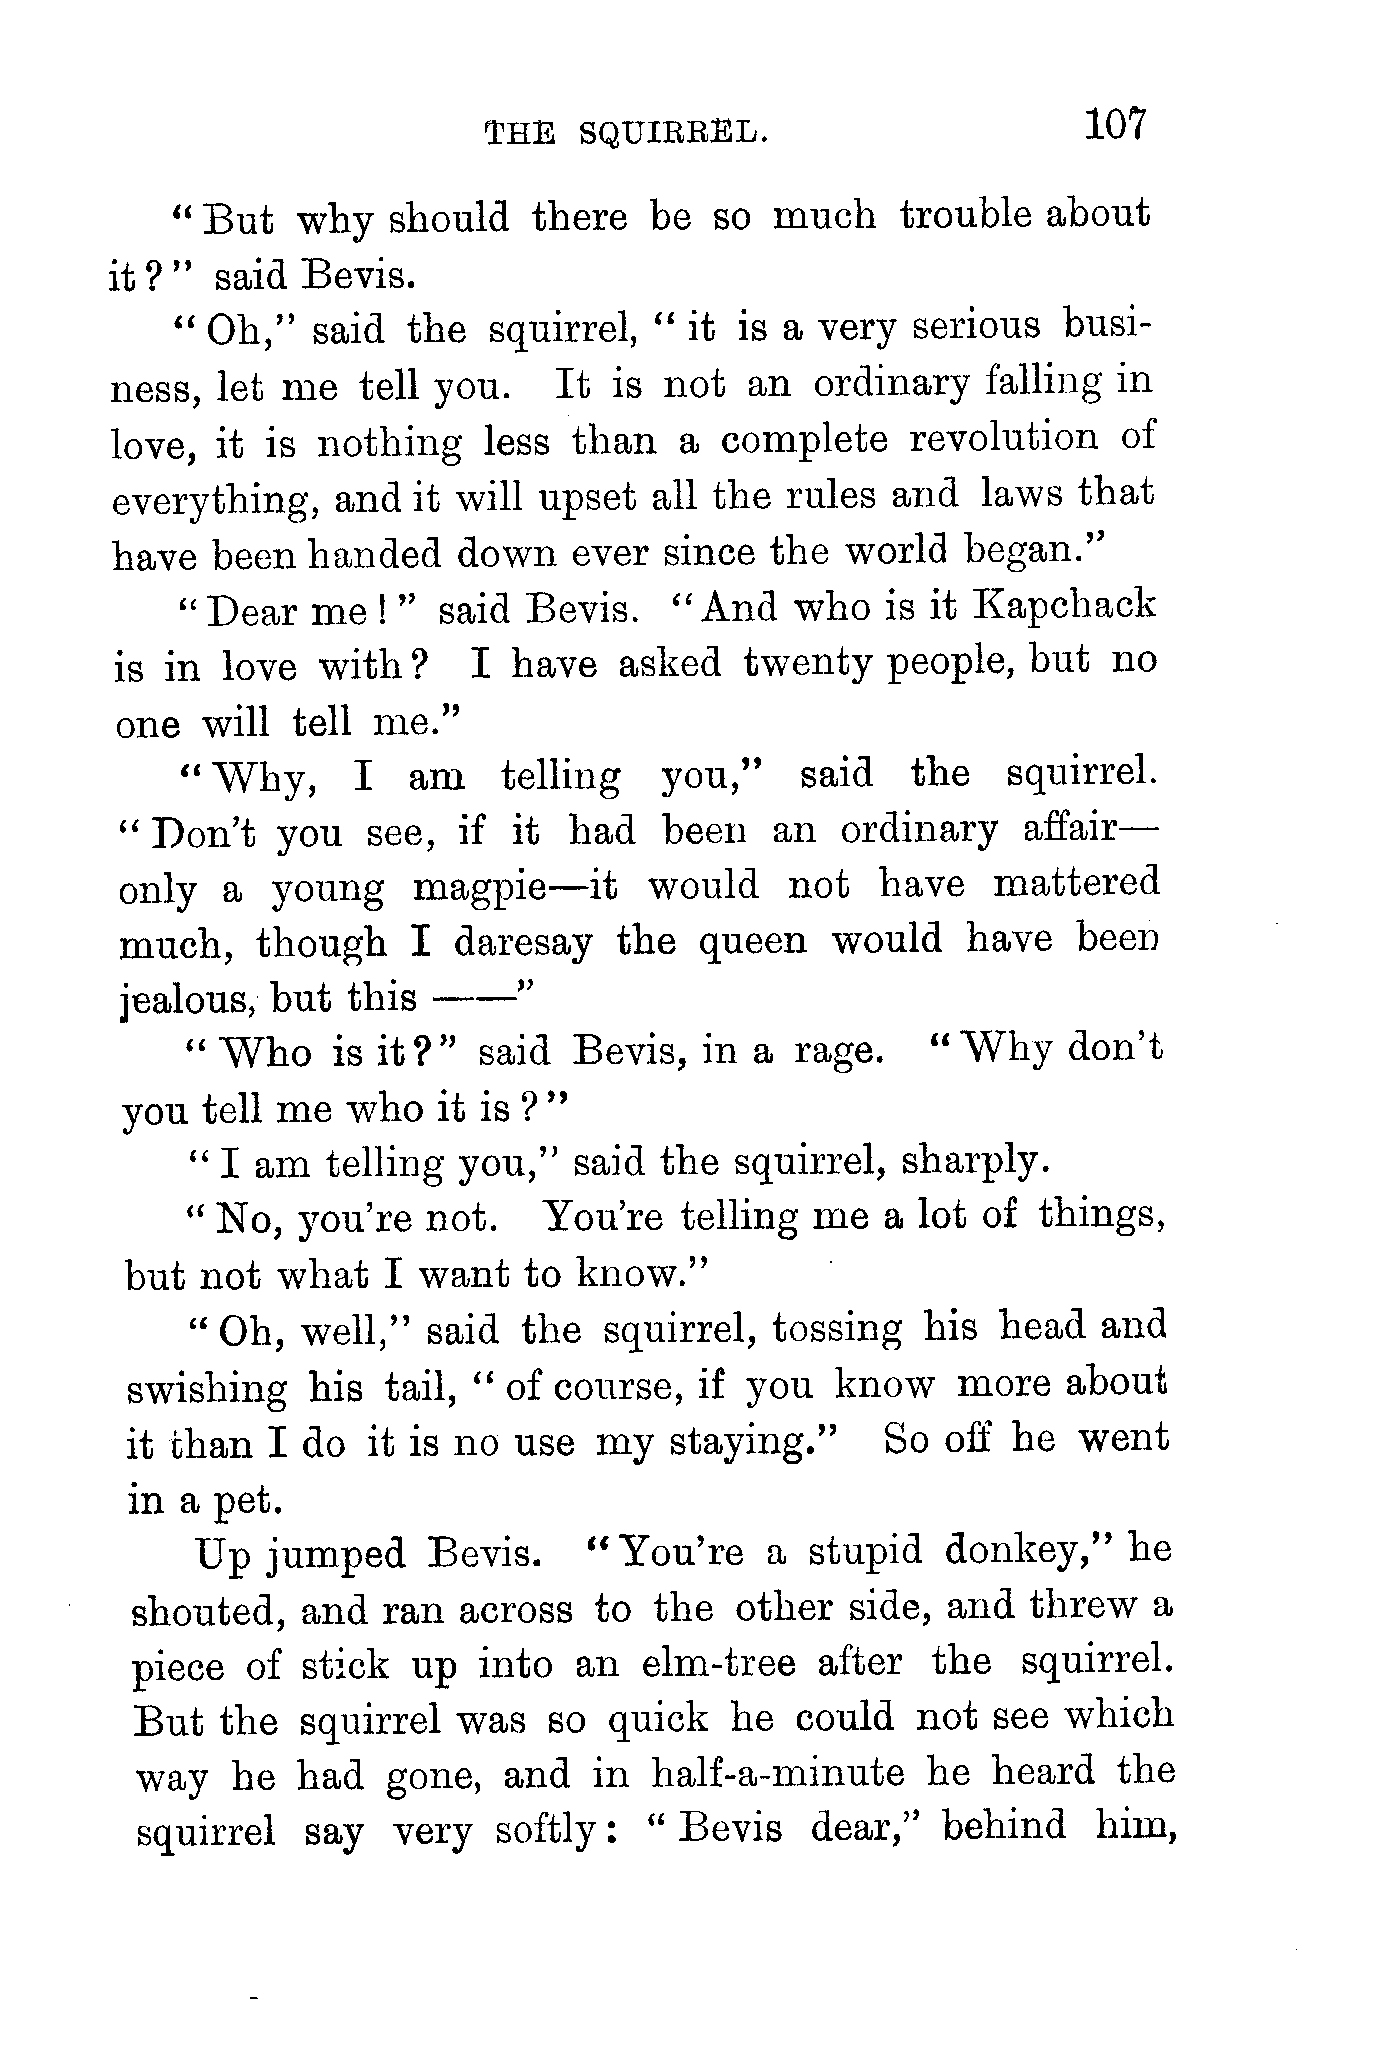 THE SQUIRREL. 107
"But why should there be so much trouble about
it?" said Bevis.
"Oh," said the squirrel, "it is a very serious busi-
ness, let me tell you. It is not an ordinary falling in
love, it is nothing less than a complete revolution of
everything, and it will upset all the rules and laws that
have been handed down ever since the world began."
"Dear me!" said Bevis. "And who is it Kapchack
is in love with? I have asked twenty people, but no
one will tell me."
"Why, I am telling you," said the squirrel.
"Don't you see, if it had been an ordinary affair—
only a young magpie—it would not have mattered
much, though I daresay the queen would have been
jealous, but this ——"
"Who is it?" said Bevis, in a rage. "Why don't
you tell me who it is?"
"I am telling you," said the squirrel, sharply.
"No, you're not. You're telling me a lot of things,
but not what I want to know."
"Oh, well," said the squirrel, tossing his head and
swishing his tail, "of course, if you know more about
it than I do it is no use my staying." So off he went
in a pet.
Up jumped Bevis. "You're a stupid donkey," he
shouted, and ran across to the other side, and threw a
piece of stick up into an elm-tree after the squirrel.
But the squirrel was so quick he could not see which
way he had gone, and in half-a-minute he heard the
squirrel say very softly: "Bevis dear," behind him,